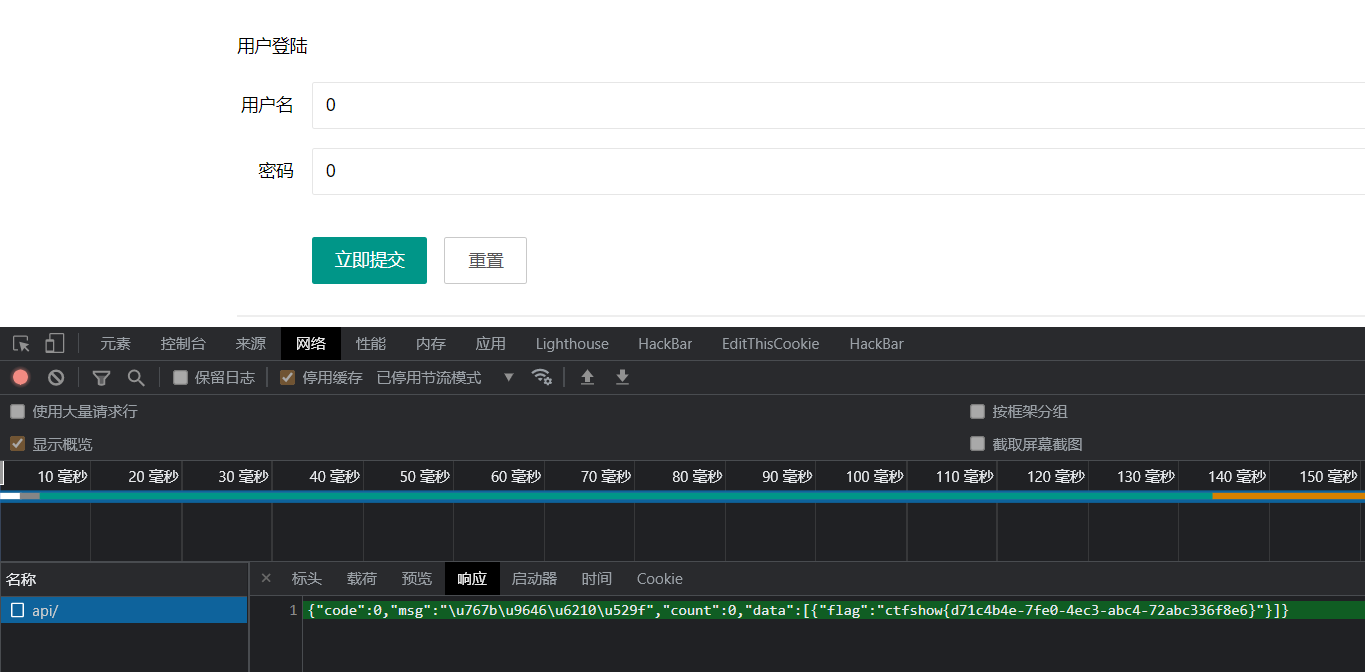 用户登陆
用户名 0
密码 0
立即提交 重置
元素 控制台 来源 网络 性能 内存 应用 Lighthouse HackBar EditThisCookie HackBar
保留日志 停用缓存 已停用节流模式
使用大量请求行 按框架分组
显示概览 截取屏幕截图
10 毫秒 20 毫秒 30 毫秒 40 毫秒 50 毫秒 60 毫秒 70 毫秒 80 毫秒 90 毫秒 100 毫秒 110 毫秒 120 毫秒 130 毫秒 140 毫秒 150 毫秒
名称 × 标头 载荷 预览 响应 启动器 时间 Cookie
api/ 1 {"code":0,"msg":"\u767b\u9646\u6210\u529f","count":0,"data":[{"flag":"ctfshow{d71c4b4e-7fe0-4ec3-abc4-72abc336f8e6}"}]}